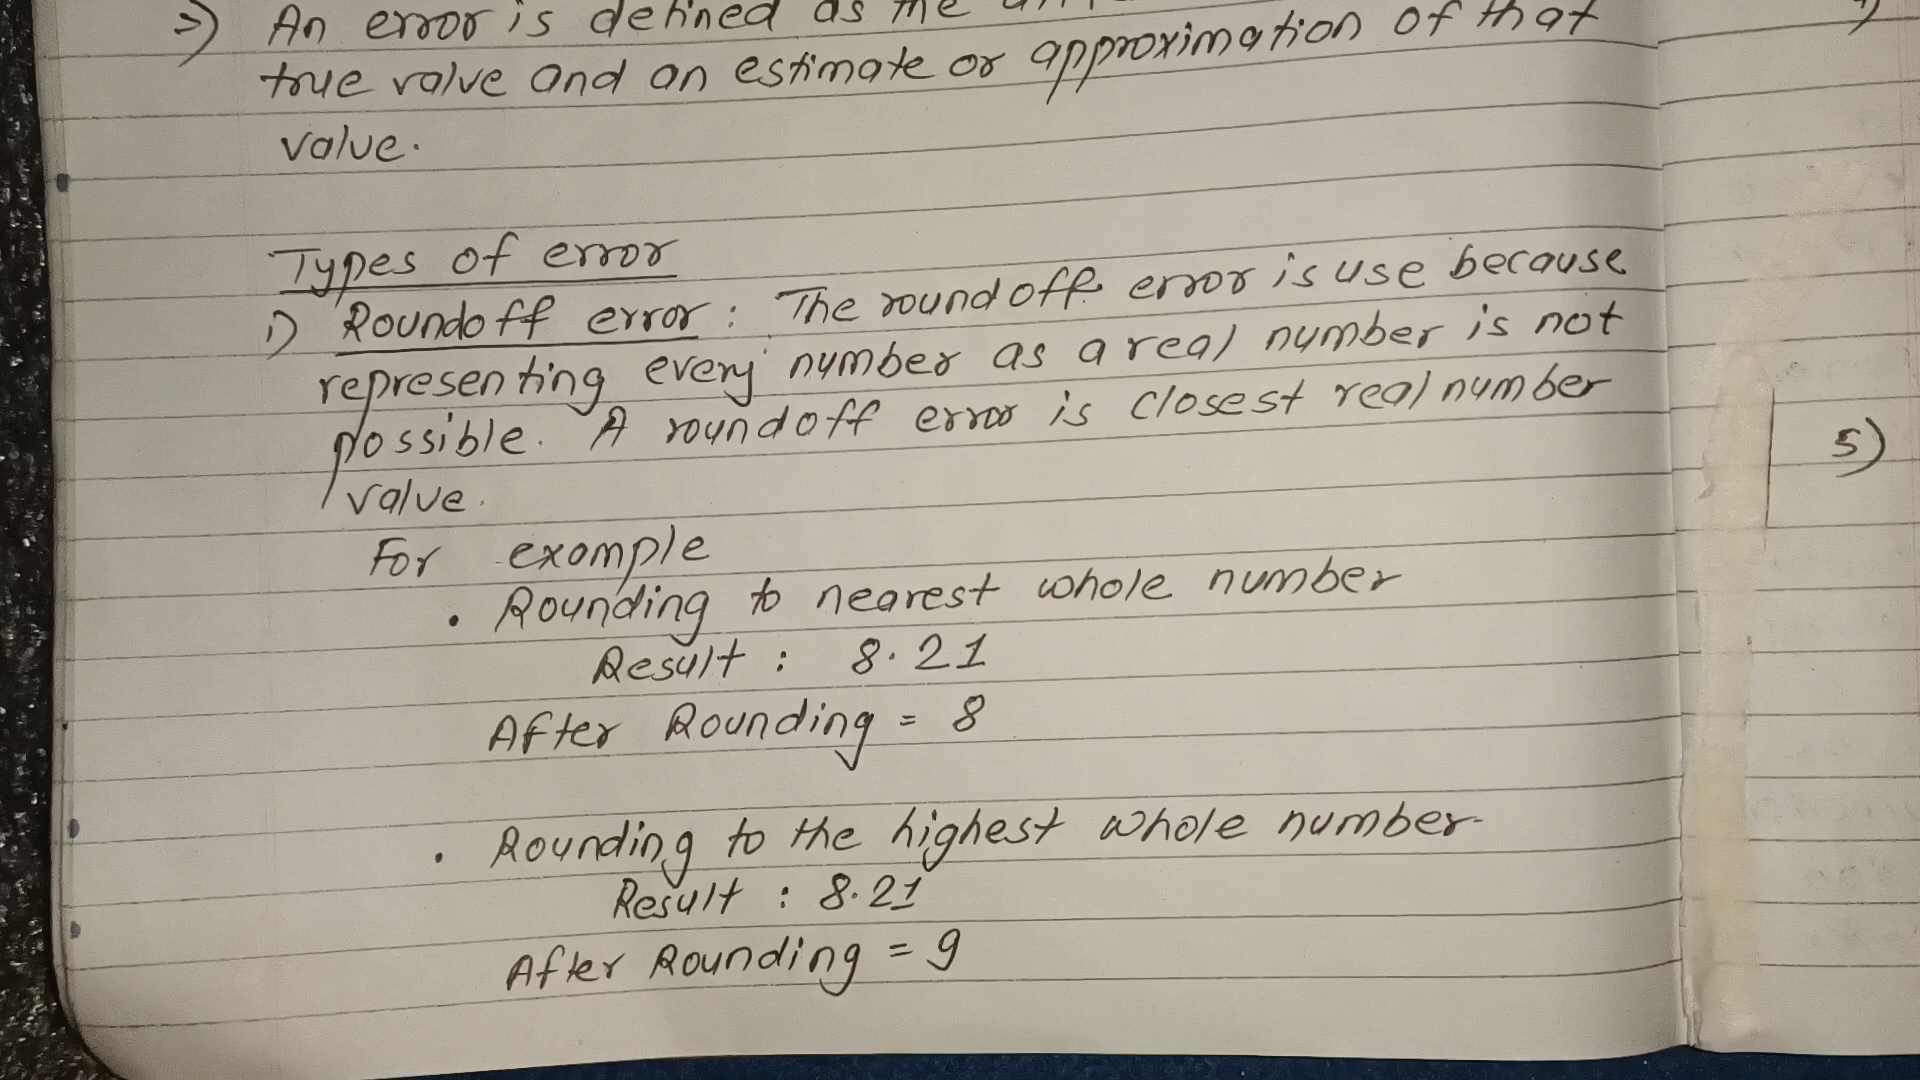 => An error is defined as the
true value and an estimate or approximation of that
value.
Types of error
i) Roundoff error : The roundoff error is use because
representing every number as a real number is not
possible. A roundoff error is closest real number
value.
For example
• Rounding to nearest whole number
Result : 8.21
After Rounding = 8
• Rounding to the highest whole number
Result : 8.21
After Rounding = 9
5)